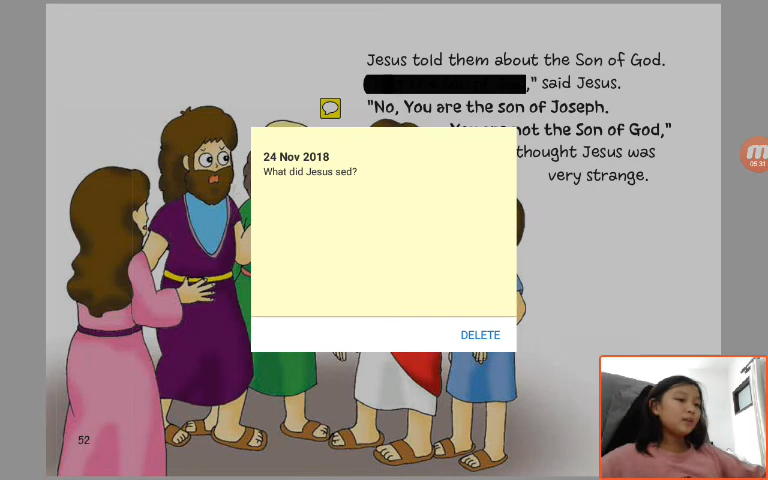 Jesus told them about the Son of God.
," said Jesus.
"No, You are the son of Joseph.
You are not the Son of God,"
thought Jesus was
very strange.
24 Nov 2018
What did Jesus sed?
DELETE
52
05:31